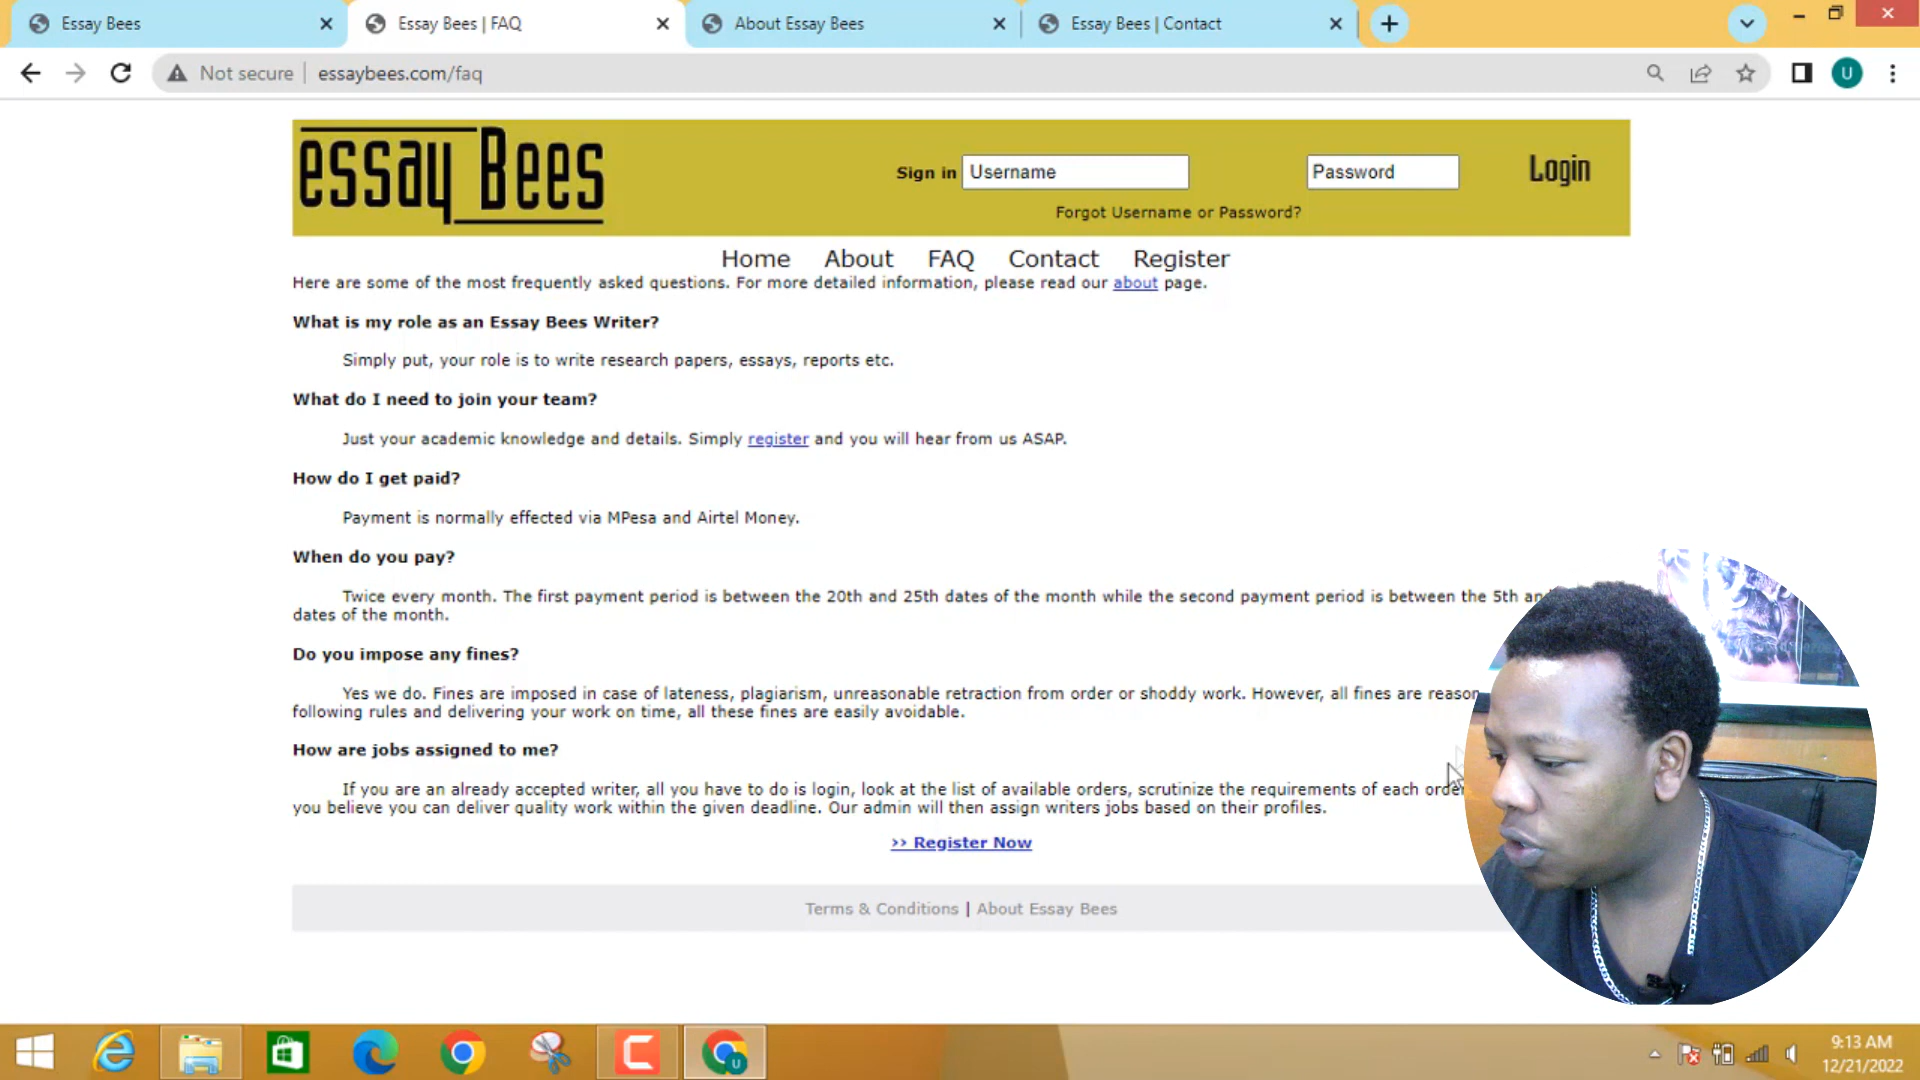 Essay Bees
Essay Bees | FAQ
About Essay Bees
Essay Bees | Contact
Not secure
essaybees.com/faq
U
essay Bees
Sign in
Username
Password
Login
Forgot Username or Password?
Home About FAQ Contact Register
Here are some of the most frequently asked questions. For more detailed information, please read our about page.
What is my role as an Essay Bees Writer?
Simply put, your role is to write research papers, essays, reports etc.
What do I need to join your team?
Just your academic knowledge and details. Simply register and you will hear from us ASAP.
How do I get paid?
Payment is normally effected via MPesa and Airtel Money.
When do you pay?
Twice every month. The first payment period is between the 20th and 25th dates of the month while the second payment period is between the 5th
dates of the month.
Do you impose any fines?
Yes we do. Fines are imposed in case of lateness, plagiarism, unreasonable retraction from order or shoddy work. However, all fines are
following rules and delivering your work on time, all these fines are easily avoidable.
How are jobs assigned to me?
If you are an already accepted writer, all you have to do is login, look at the list of available orders, scrutinize the requirements of each
you believe you can deliver quality work within the given deadline. Our admin will then assign writers jobs based on their profiles.
>> Register Now
Terms & Conditions | About Essay Bees
U
9:13 AM
12/21/2022